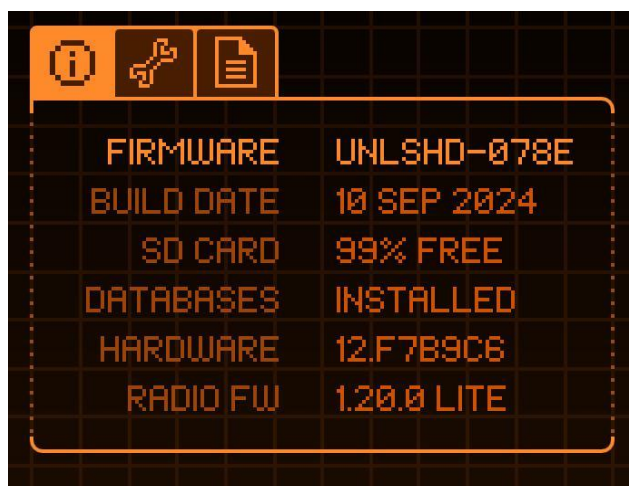 FIRMWARE UNLSHD-078E
BUILD DATE 10 SEP 2024
SD CARD 99% FREE
DATABASES INSTALLED
HARDWARE 12.F7B9C6
RADIO FW 1.20.0 LITE